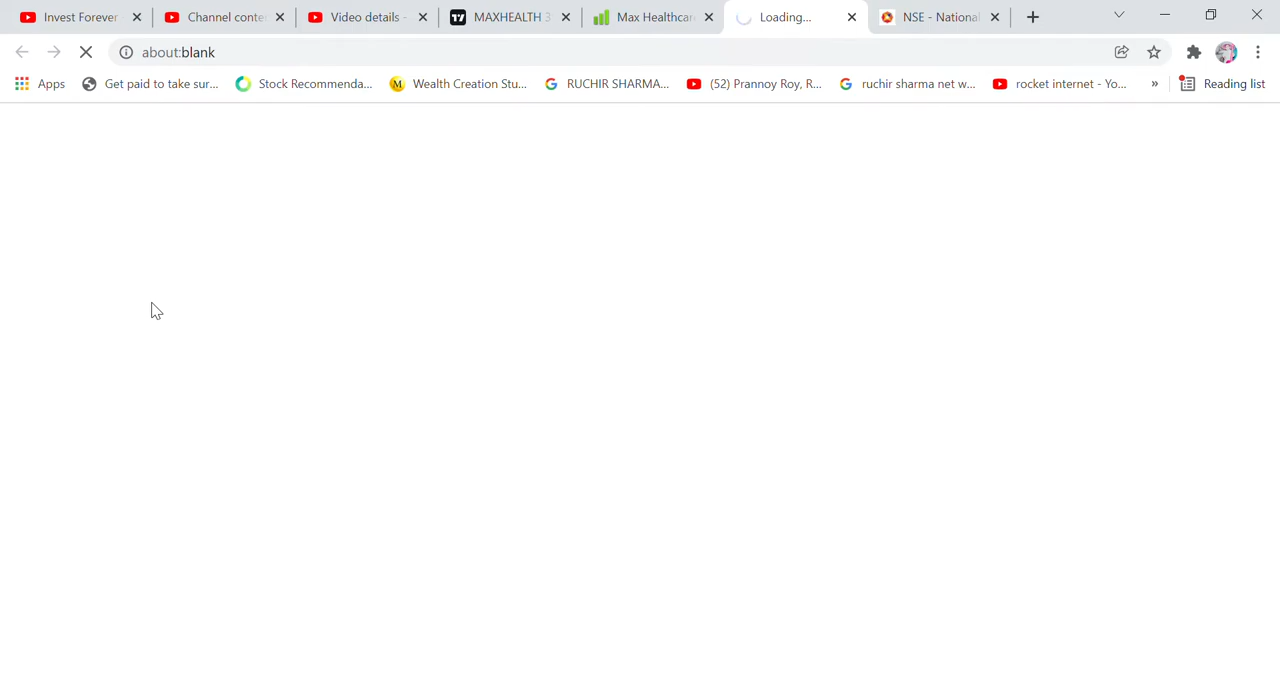 Invest Forever
Channel conte
Video details -
MAXHEALTH 3
Max Healthcar
Loading...
NSE - National
about:blank
Apps
Get paid to take sur...
Stock Recommenda...
Wealth Creation Stu...
RUCHIR SHARMA...
(52) Prannoy Roy, R...
ruchir sharma net w...
rocket internet - Yo...
»
Reading list